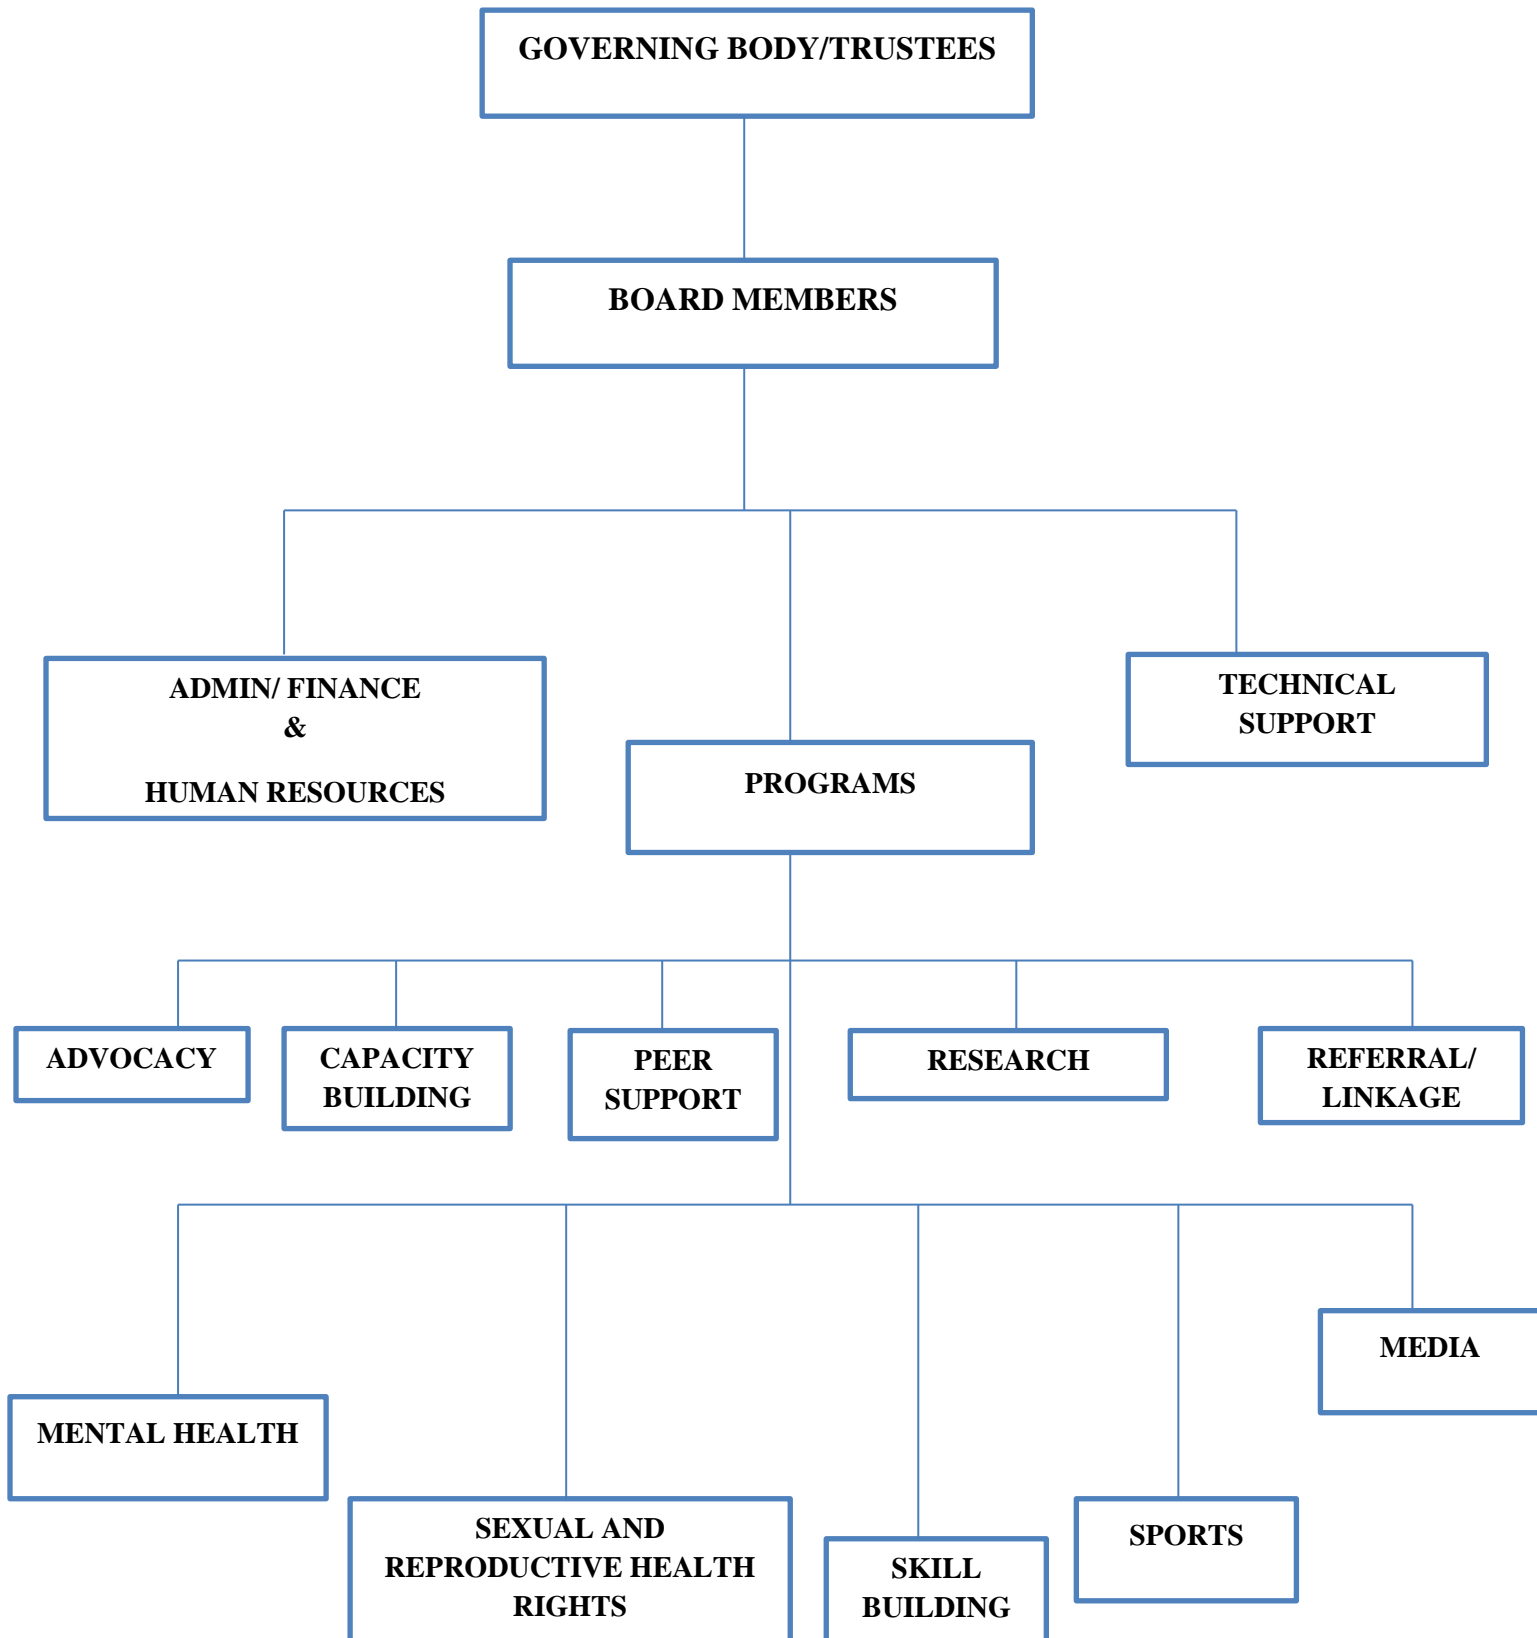 GOVERNING BODY/TRUSTEES
BOARD MEMBERS
ADMIN/ FINANCE
&
HUMAN RESOURCES
PROGRAMS
TECHNICAL
SUPPORT
ADVOCACY
CAPACITY
BUILDING
PEER
SUPPORT
RESEARCH
REFERRAL/
LINKAGE
MENTAL HEALTH
SEXUAL AND
REPRODUCTIVE HEALTH
RIGHTS
SKILL
BUILDING
SPORTS
MEDIA